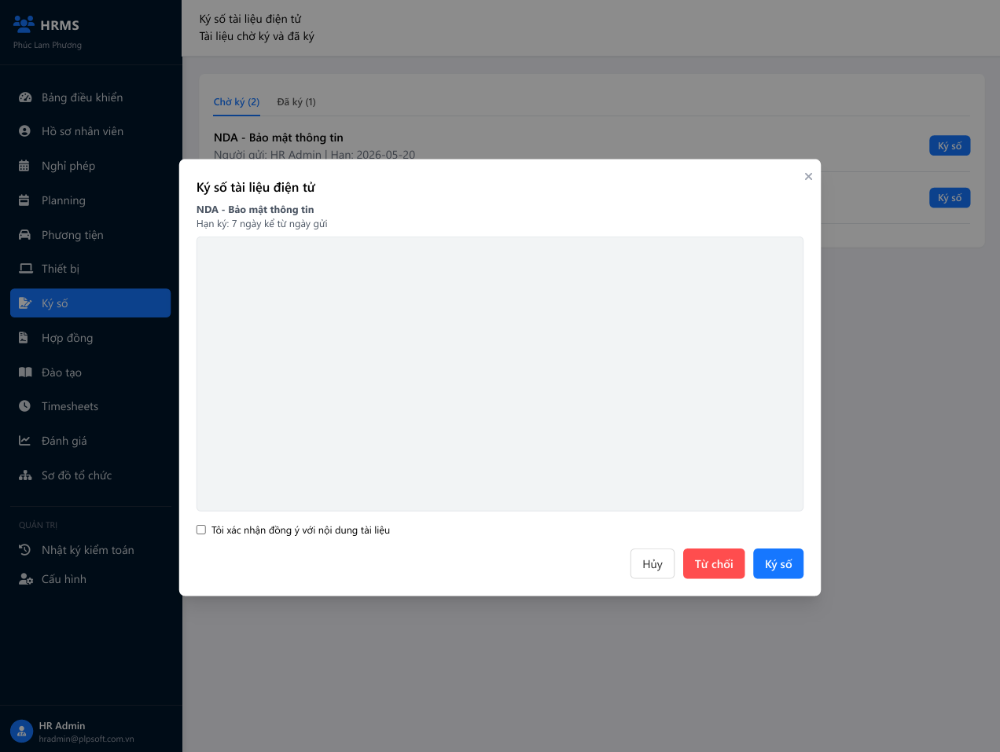 HRMS
Phúc Lam Phương
Bảng điều khiển
Hồ sơ nhân viên
Nghỉ phép
Planning
Phương tiện
Thiết bị
Ký số
Hợp đồng
Đào tạo
Timesheets
Đánh giá
Sơ đồ tổ chức
QUẢN TRỊ
Nhật ký kiểm toán
Cấu hình
HR Admin
hradmin@plpsoft.com.vn
Ký số tài liệu điện tử
Tài liệu chờ ký và đã ký
Chờ ký (2)
Đã ký (1)
NDA - Bảo mật thông tin
Người gửi: HR Admin | Hạn: 2026-05-20
Ký số
Ký số
Ký số tài liệu điện tử
NDA - Bảo mật thông tin
Hạn ký: 7 ngày kể từ ngày gửi
Tôi xác nhận đồng ý với nội dung tài liệu
Hủy
Từ chối
Ký số